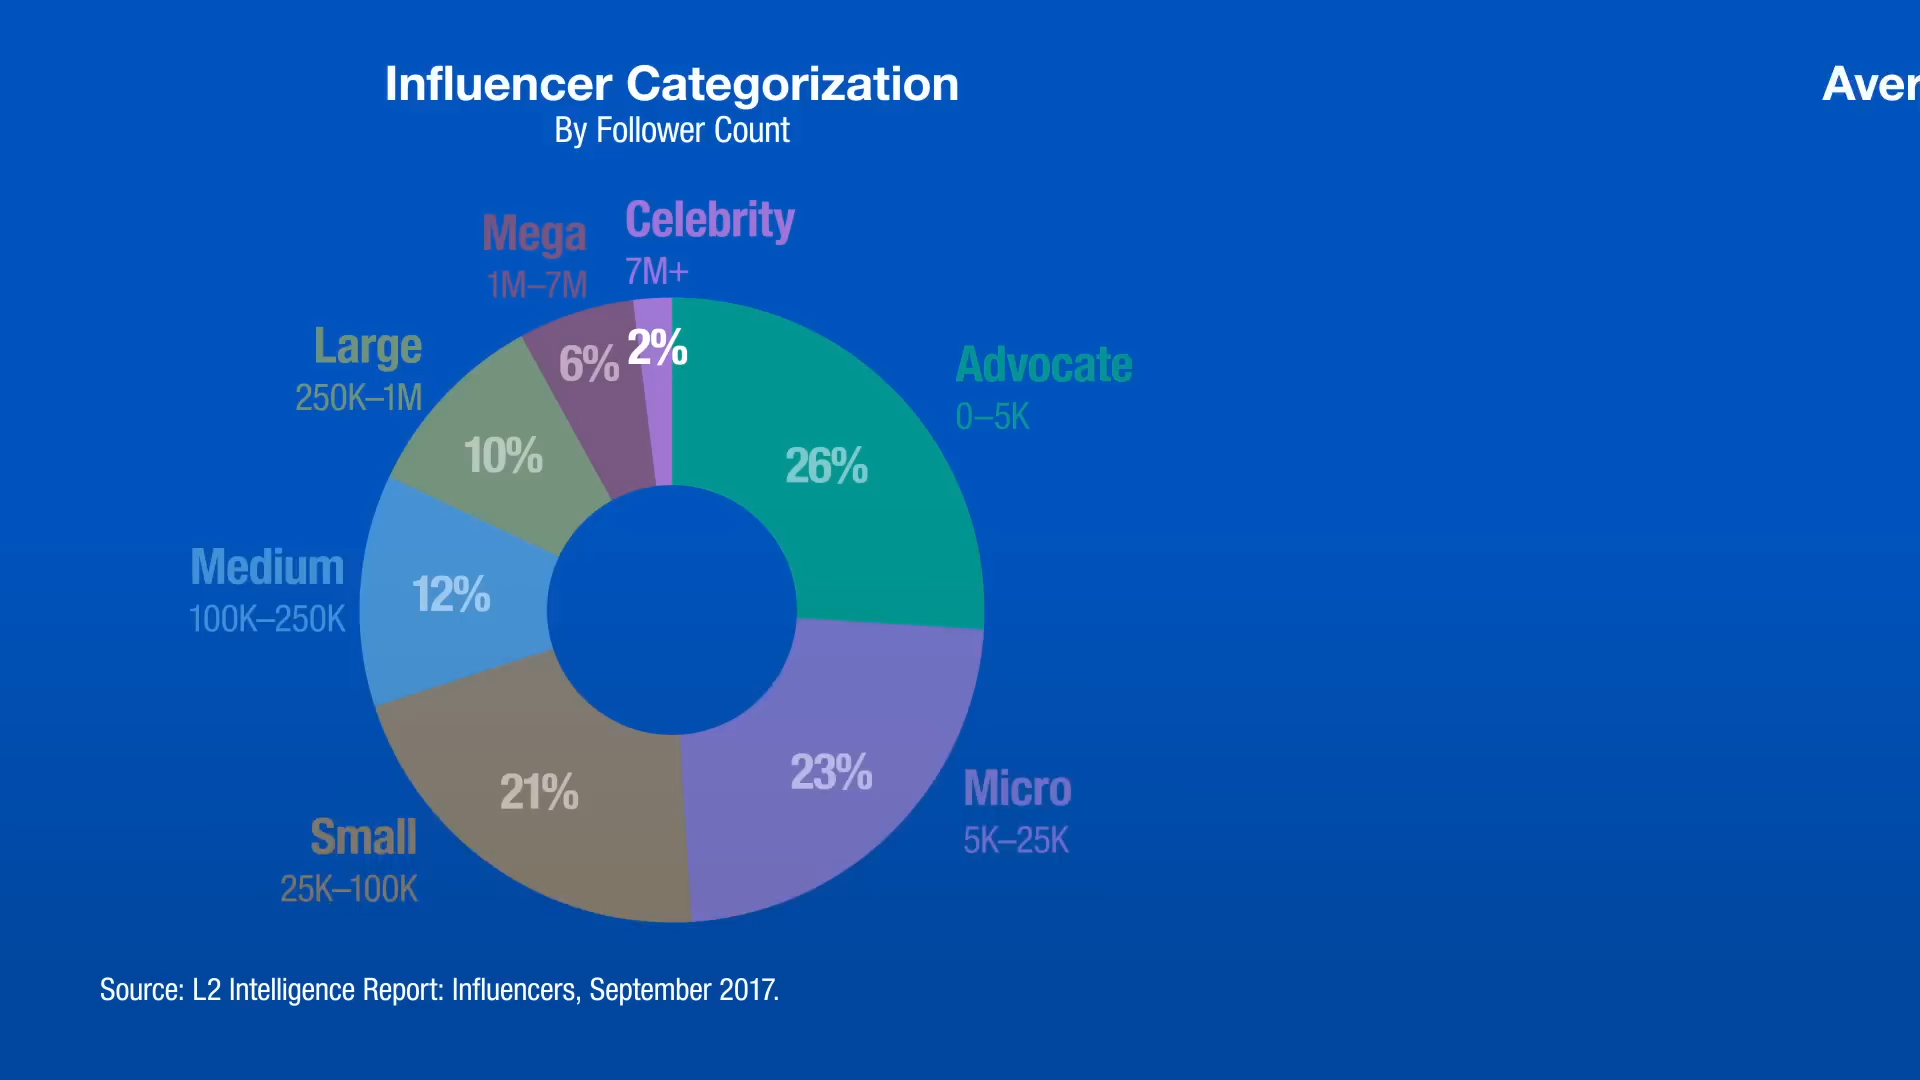 Influencer Categorization
By Follower Count
Aver
Celebrity
7M+
Mega
1M–7M
Large
250K–1M
Advocate
0–5K
2%
6%
10%
26%
Medium
100K–250K
12%
23%
21%
Micro
5K–25K
Small
25K–100K
Source: L2 Intelligence Report: Influencers, September 2017.